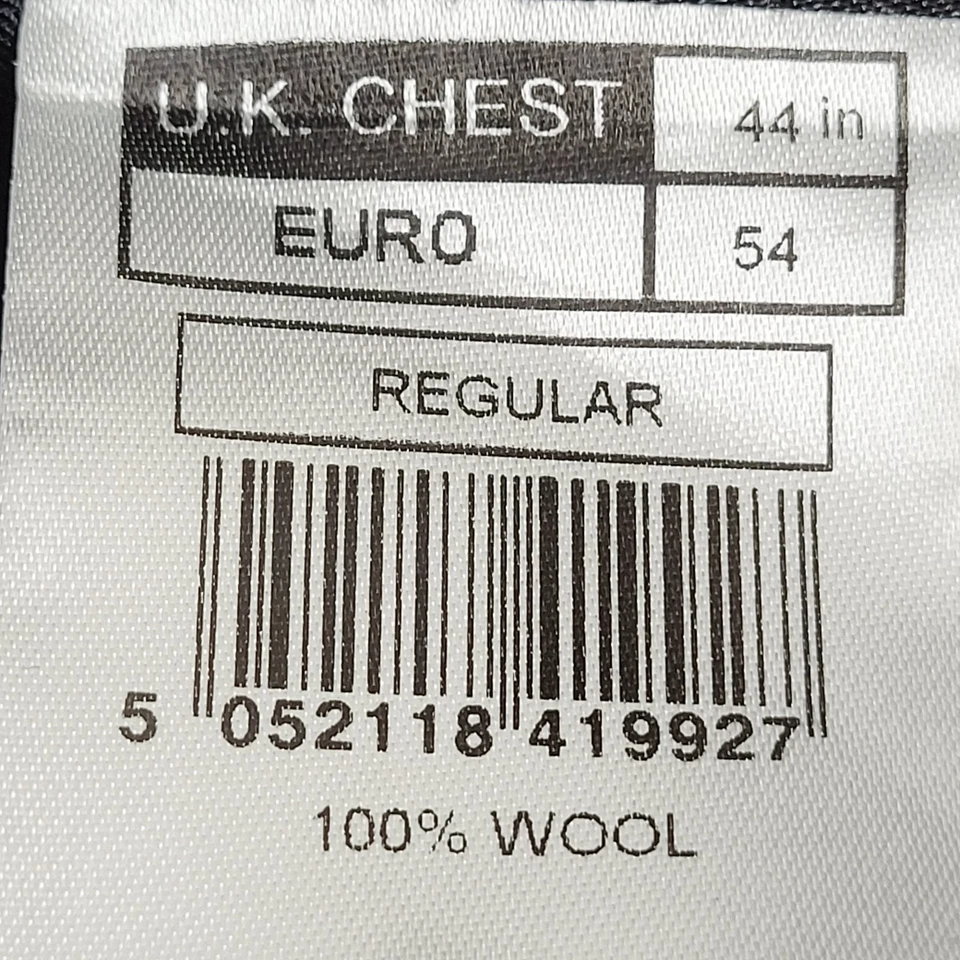 U.K. CHEST 44 in
EURO 54
REGULAR
5 052118 419927
100% WOOL